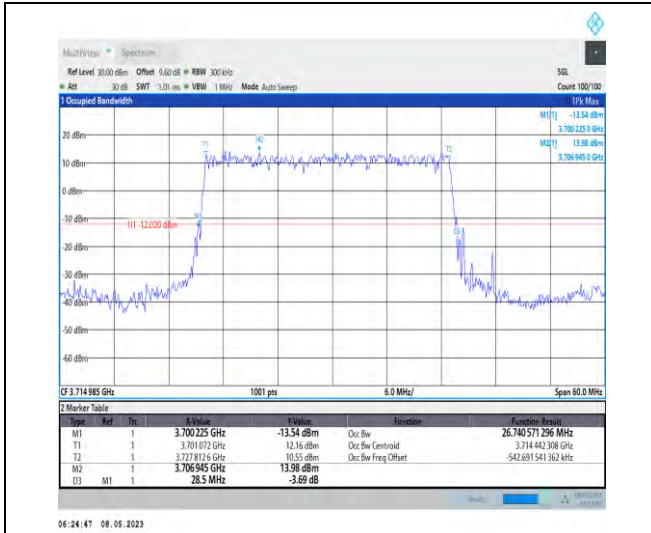 MultiView Spectrum
Ref Level 30.00 dBm Offset 9.60 dB RBW 300 kHz SGL
Att 30 dB SWT 1.01 ms VBW 1 MHz Mode Auto Sweep Count 100/100
1 Occupied Bandwidth 1Pk Max
M1[1] -13.54 dBm
3.700 225 0 GHz
M2[1] 13.98 dBm
3.706 945 0 GHz
20 dBm
T1 M2 T2
10 dBm
0 dBm
-10 dBm
M1
H1 -12.020 dBm
D3
-20 dBm
-30 dBm
-40 dBm
-50 dBm
-60 dBm
CF 3.714 985 GHz 1001 pts 6.0 MHz/ Span 60.0 MHz
2 Marker Table
Type Ref Trc X-Value Y-Value Function Function Result
M1 1 3.700 225 GHz -13.54 dBm Occ Bw 26.740 571 296 MHz
T1 1 3.701 072 GHz 12.16 dBm Occ Bw Centroid 3.714 442 308 GHz
T2 1 3.727 812 6 GHz 10.55 dBm Occ Bw Freq Offset -542.691 541 362 kHz
M2 1 3.706 945 GHz 13.98 dBm
D3 M1 1 28.5 MHz -3.69 dB
06:24:47 08.05.2023